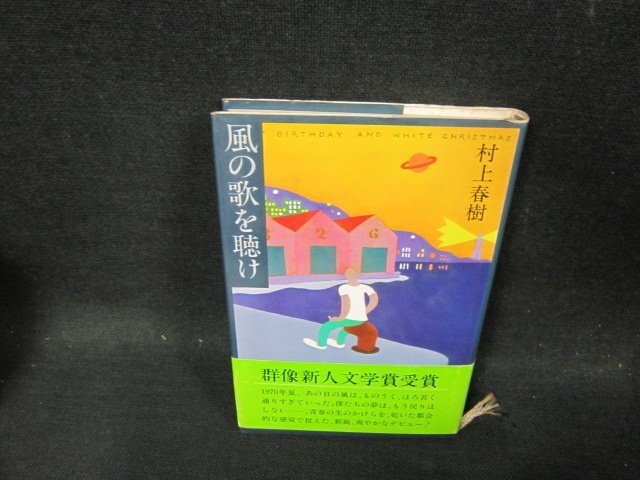 BIRTHDAY AND WHITE CHRISTMAS
風の歌を聴け
村上春樹
3 2 6
群像新人文学賞受賞
1970年夏、あの日の風は、ものうく、ほろ苦く
通りすぎていった。僕たちの夢は、もう戻りは
しない——。青春の生のかけらを、乾いた都会
的な感覚で捉えた、新鋭、爽やかなデビュー！